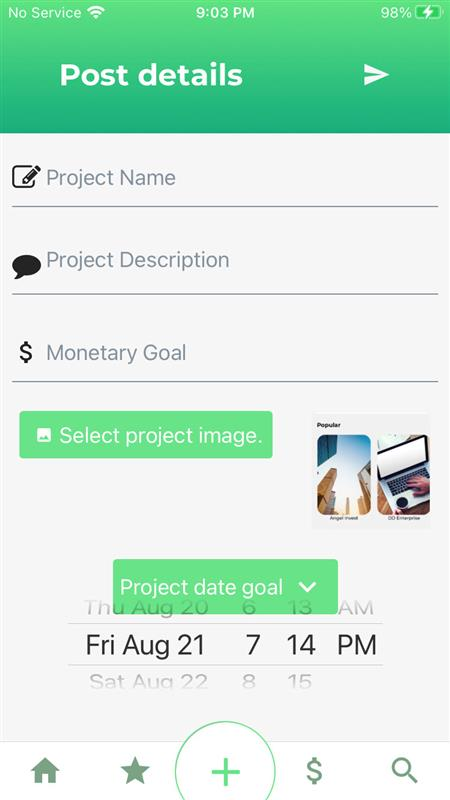 No Service 9:03 PM 98%
Post details
Project Name
Project Description
$ Monetary Goal
Select project image.
Popular
Angel Invest DD Enterprise
Project date goal
Thu Aug 20 6 13 AM
Fri Aug 21 7 14 PM
Sat Aug 22 8 15